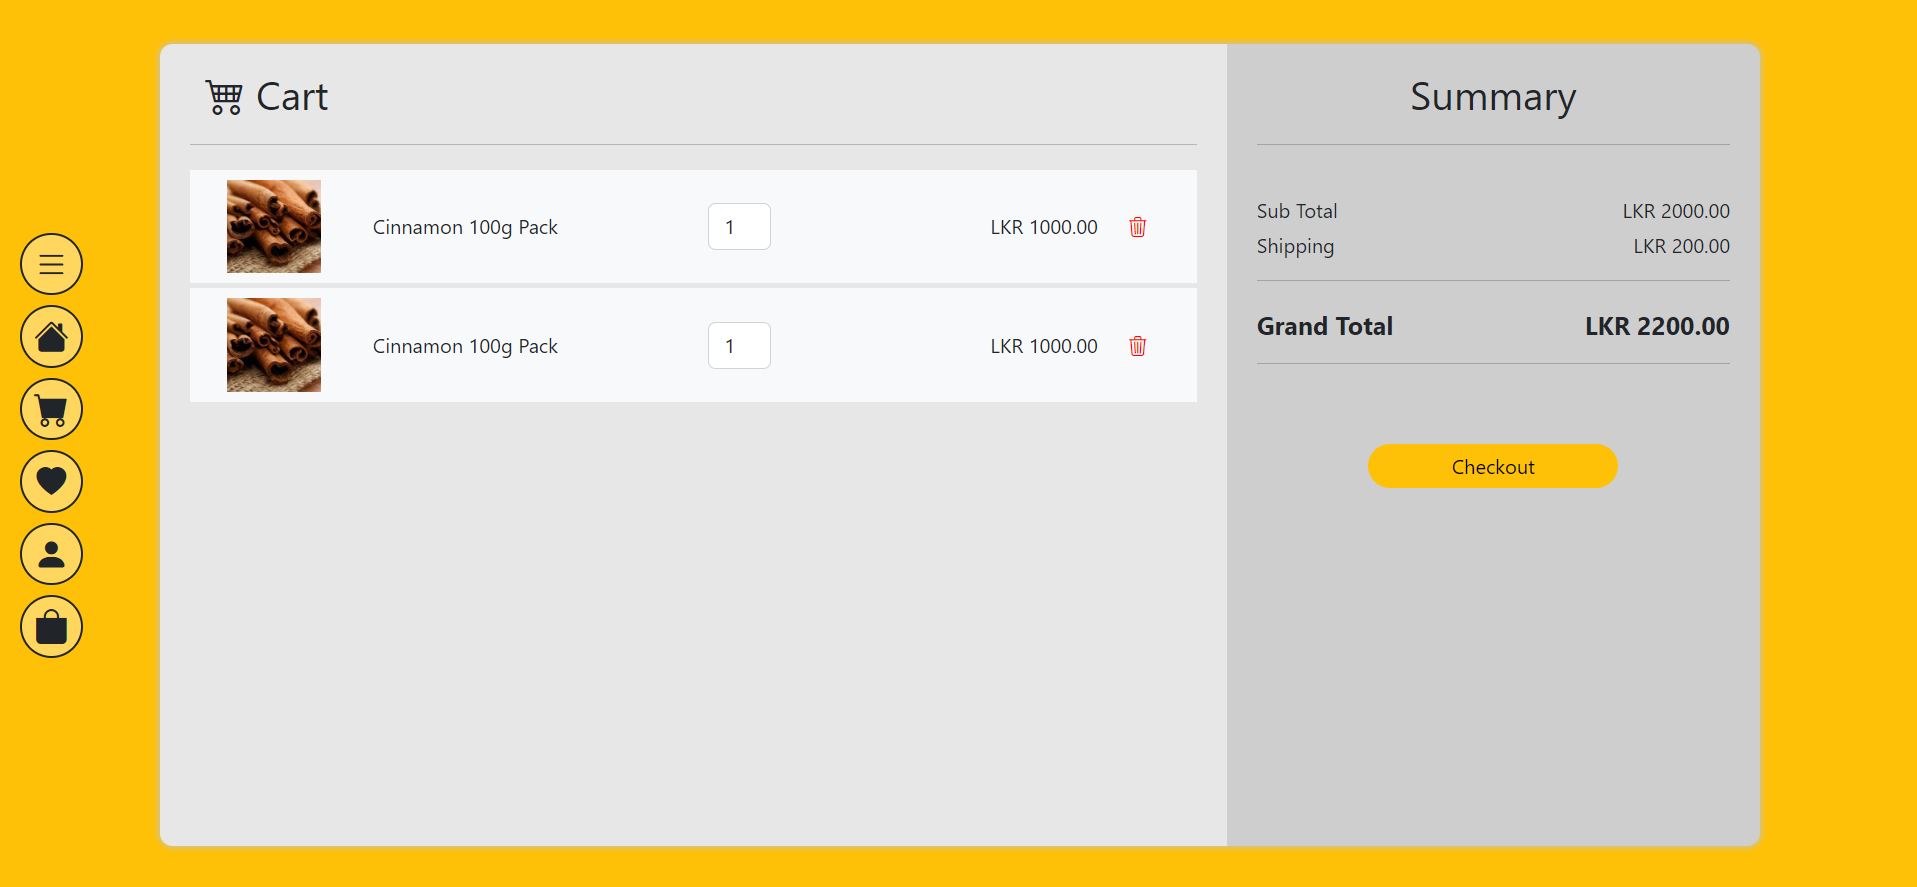 Cart
Cinnamon 100g Pack 1 LKR 1000.00
Cinnamon 100g Pack 1 LKR 1000.00
Summary
Sub Total LKR 2000.00
Shipping LKR 200.00
Grand Total LKR 2200.00
Checkout